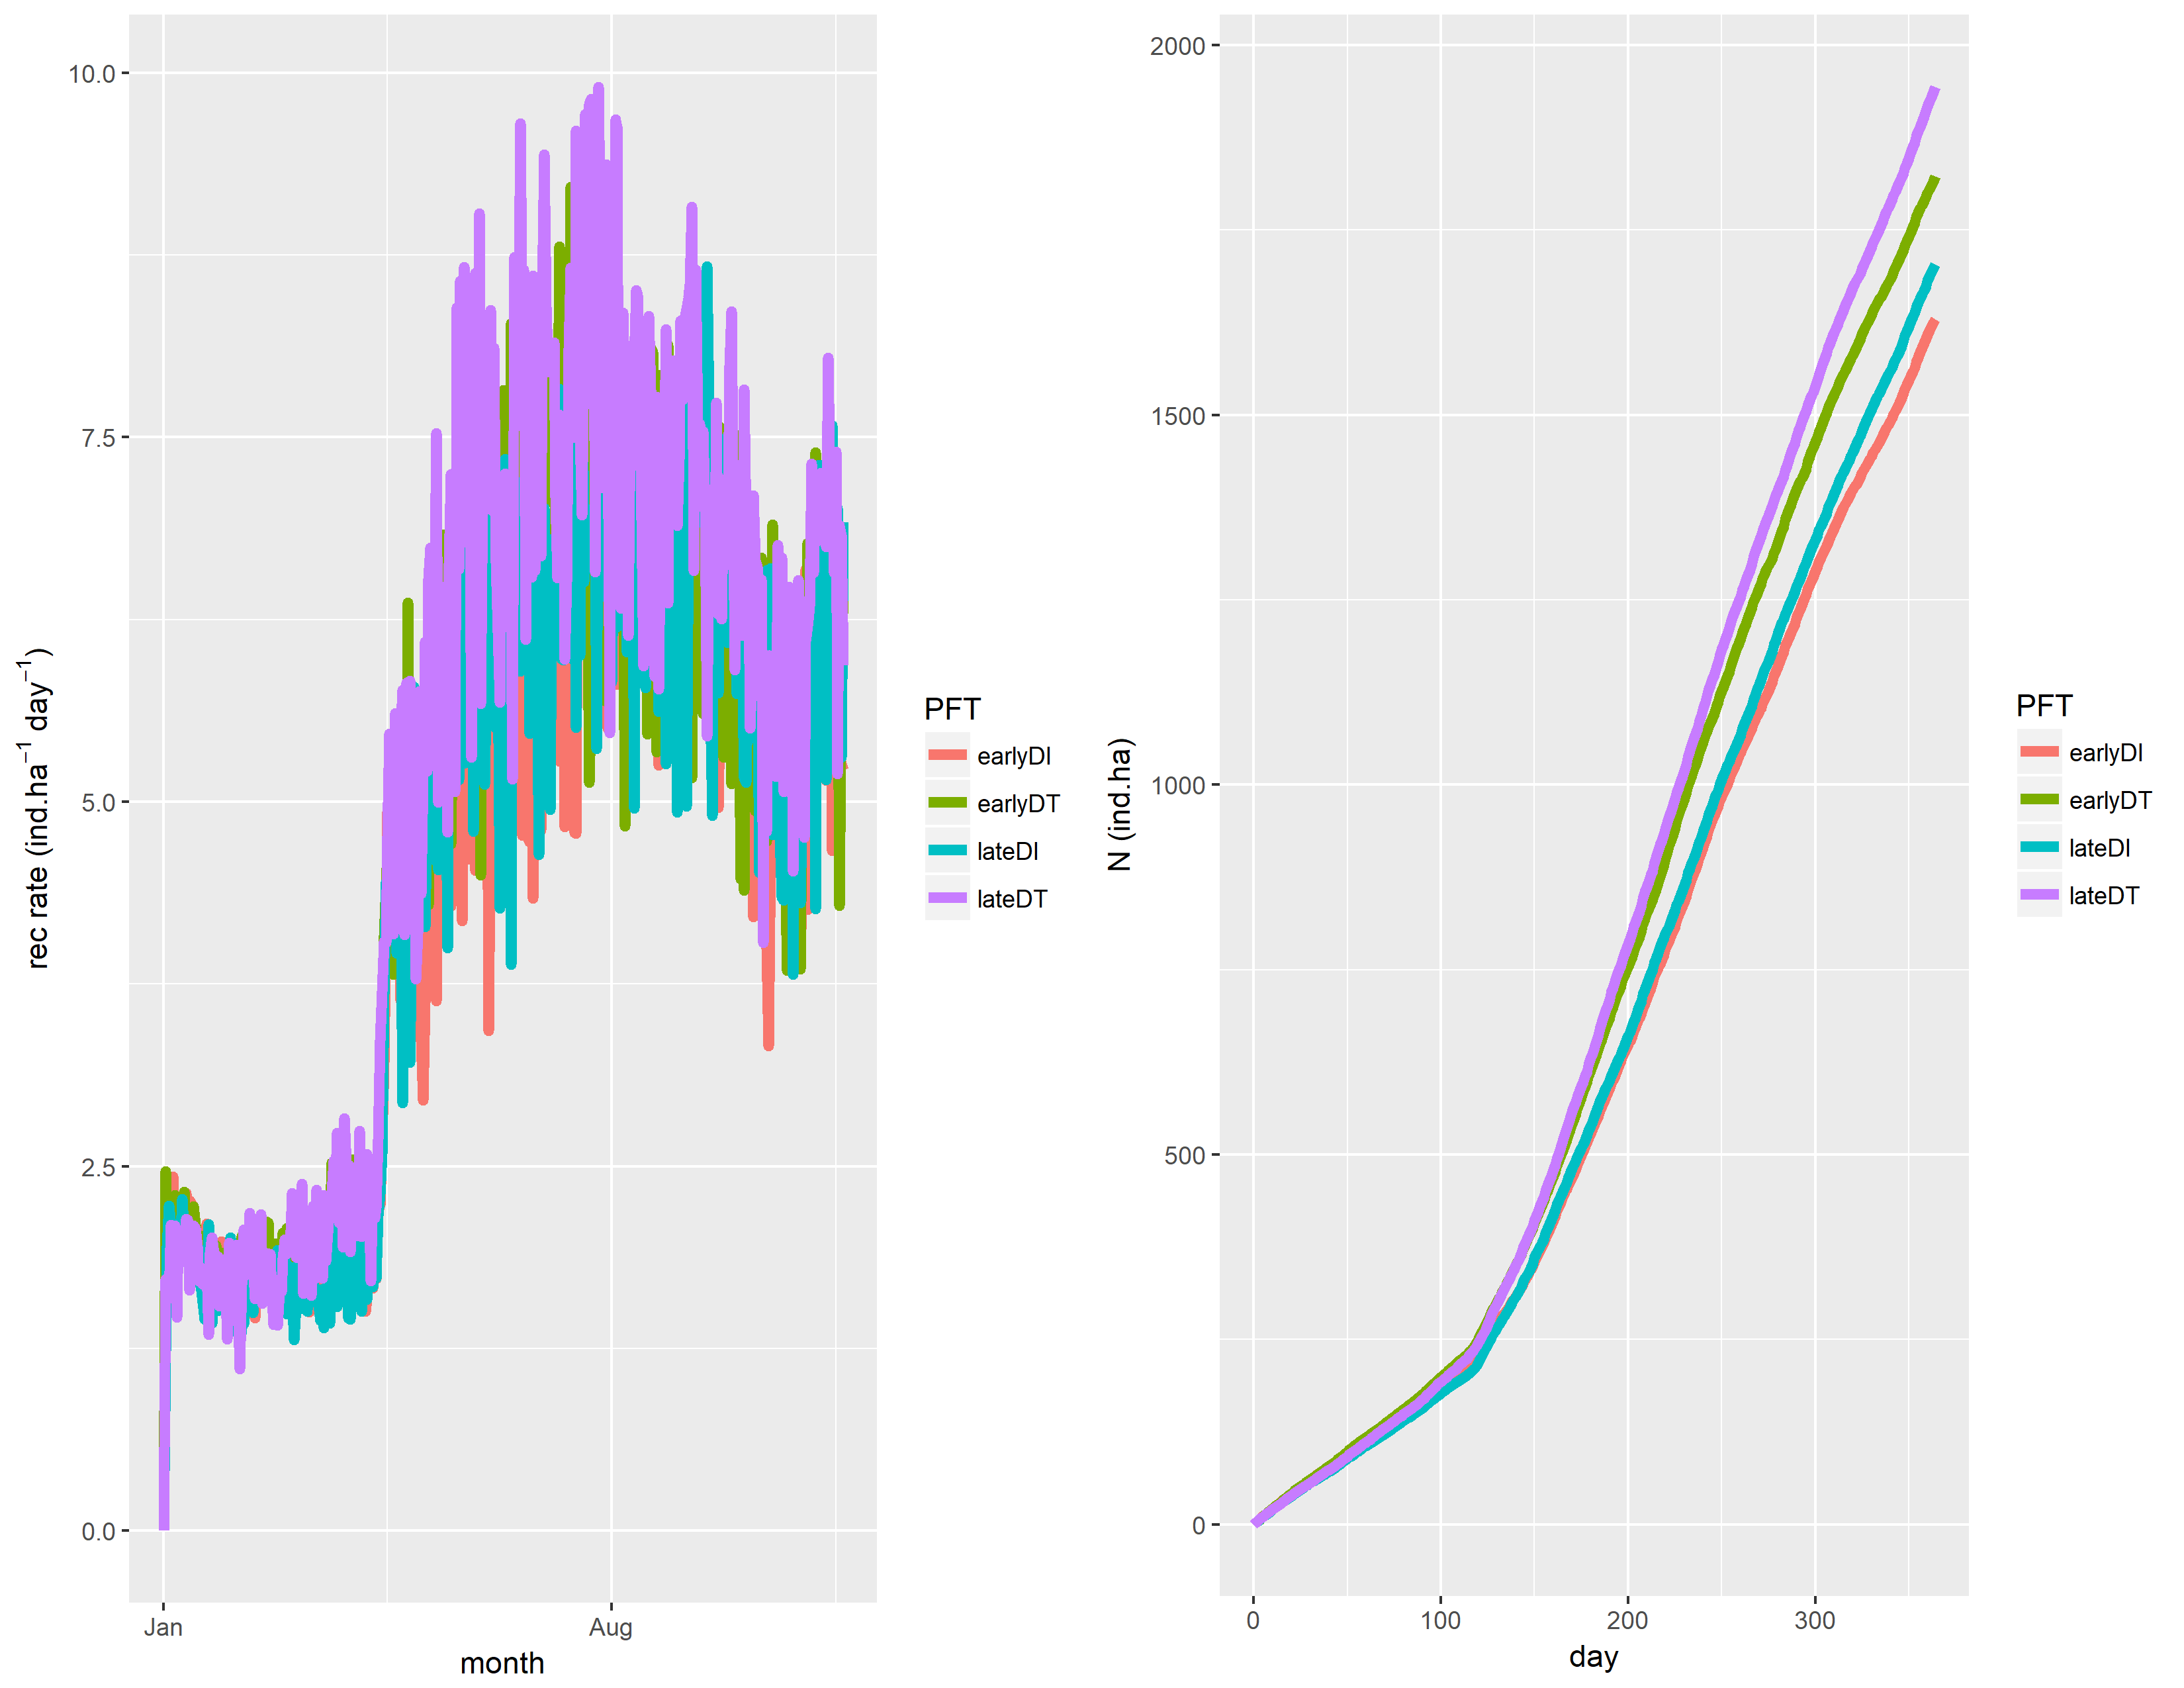 rec rate (ind.ha⁻¹ day⁻¹)
10.0
7.5
5.0
2.5
0.0
Jan
Aug
month
PFT
earlyDI
earlyDT
lateDI
lateDT
N (ind.ha)
2000
1500
1000
500
0
0
100
200
300
day
PFT
earlyDI
earlyDT
lateDI
lateDT